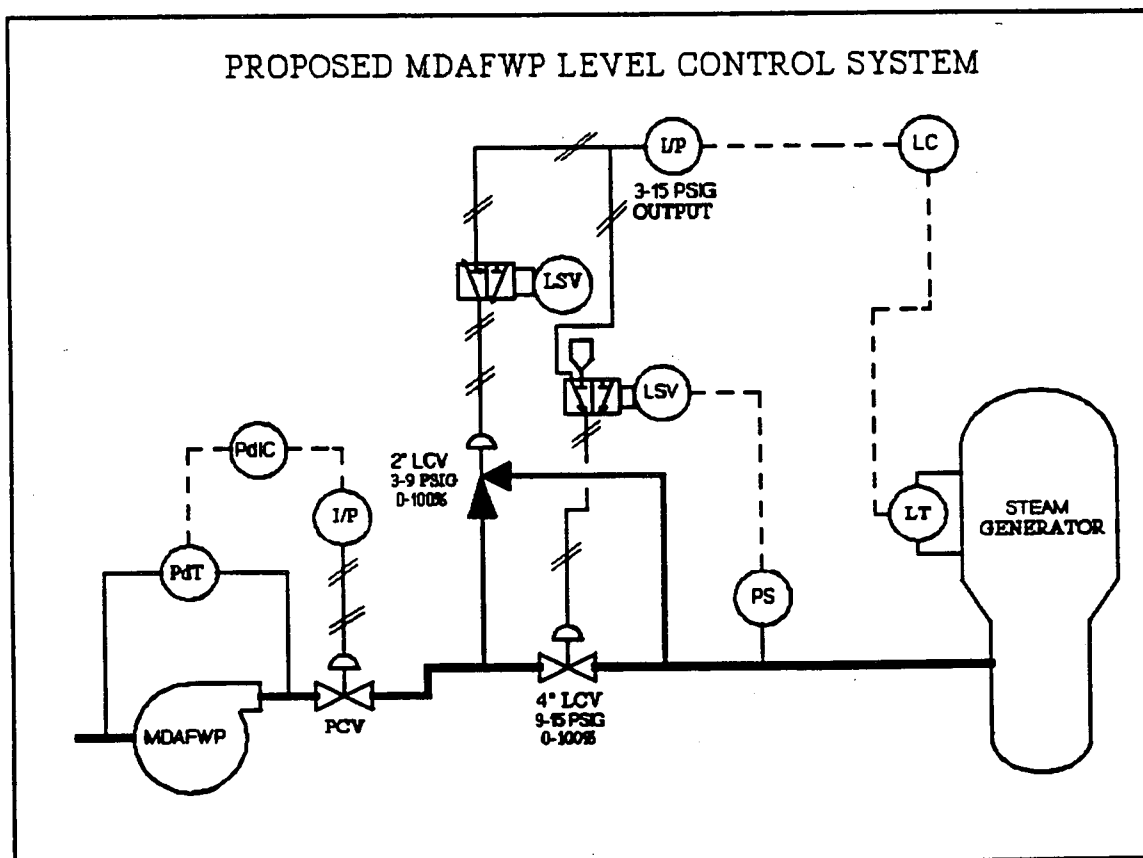 PROPOSED MDAFWP LEVEL CONTROL SYSTEM
I/P
LC
3-15 PSIG
OUTPUT
LSV
LSV
PdIC
2" LCV
3-9 PSIG
0-100%
I/P
LT
STEAM
GENERATOR
PdT
PS
MDAFWP
PCV
4" LCV
9-15 PSIG
0-100%